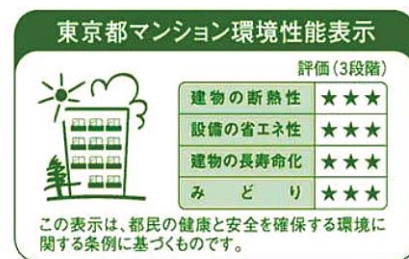 東京都マンション環境性能表示
評価(3段階)
建物の断熱性 ★★★
設備の省エネ性 ★★★
建物の長寿命化 ★★★
みどり ★★★
この表示は、都民の健康と安全を確保する環境に
関する条例に基づくものです。